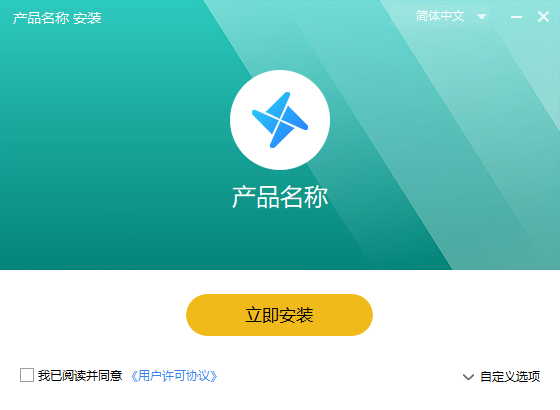 产品名称 安装
简体中文
产品名称
立即安装
我已阅读并同意 《用户许可协议》
自定义选项